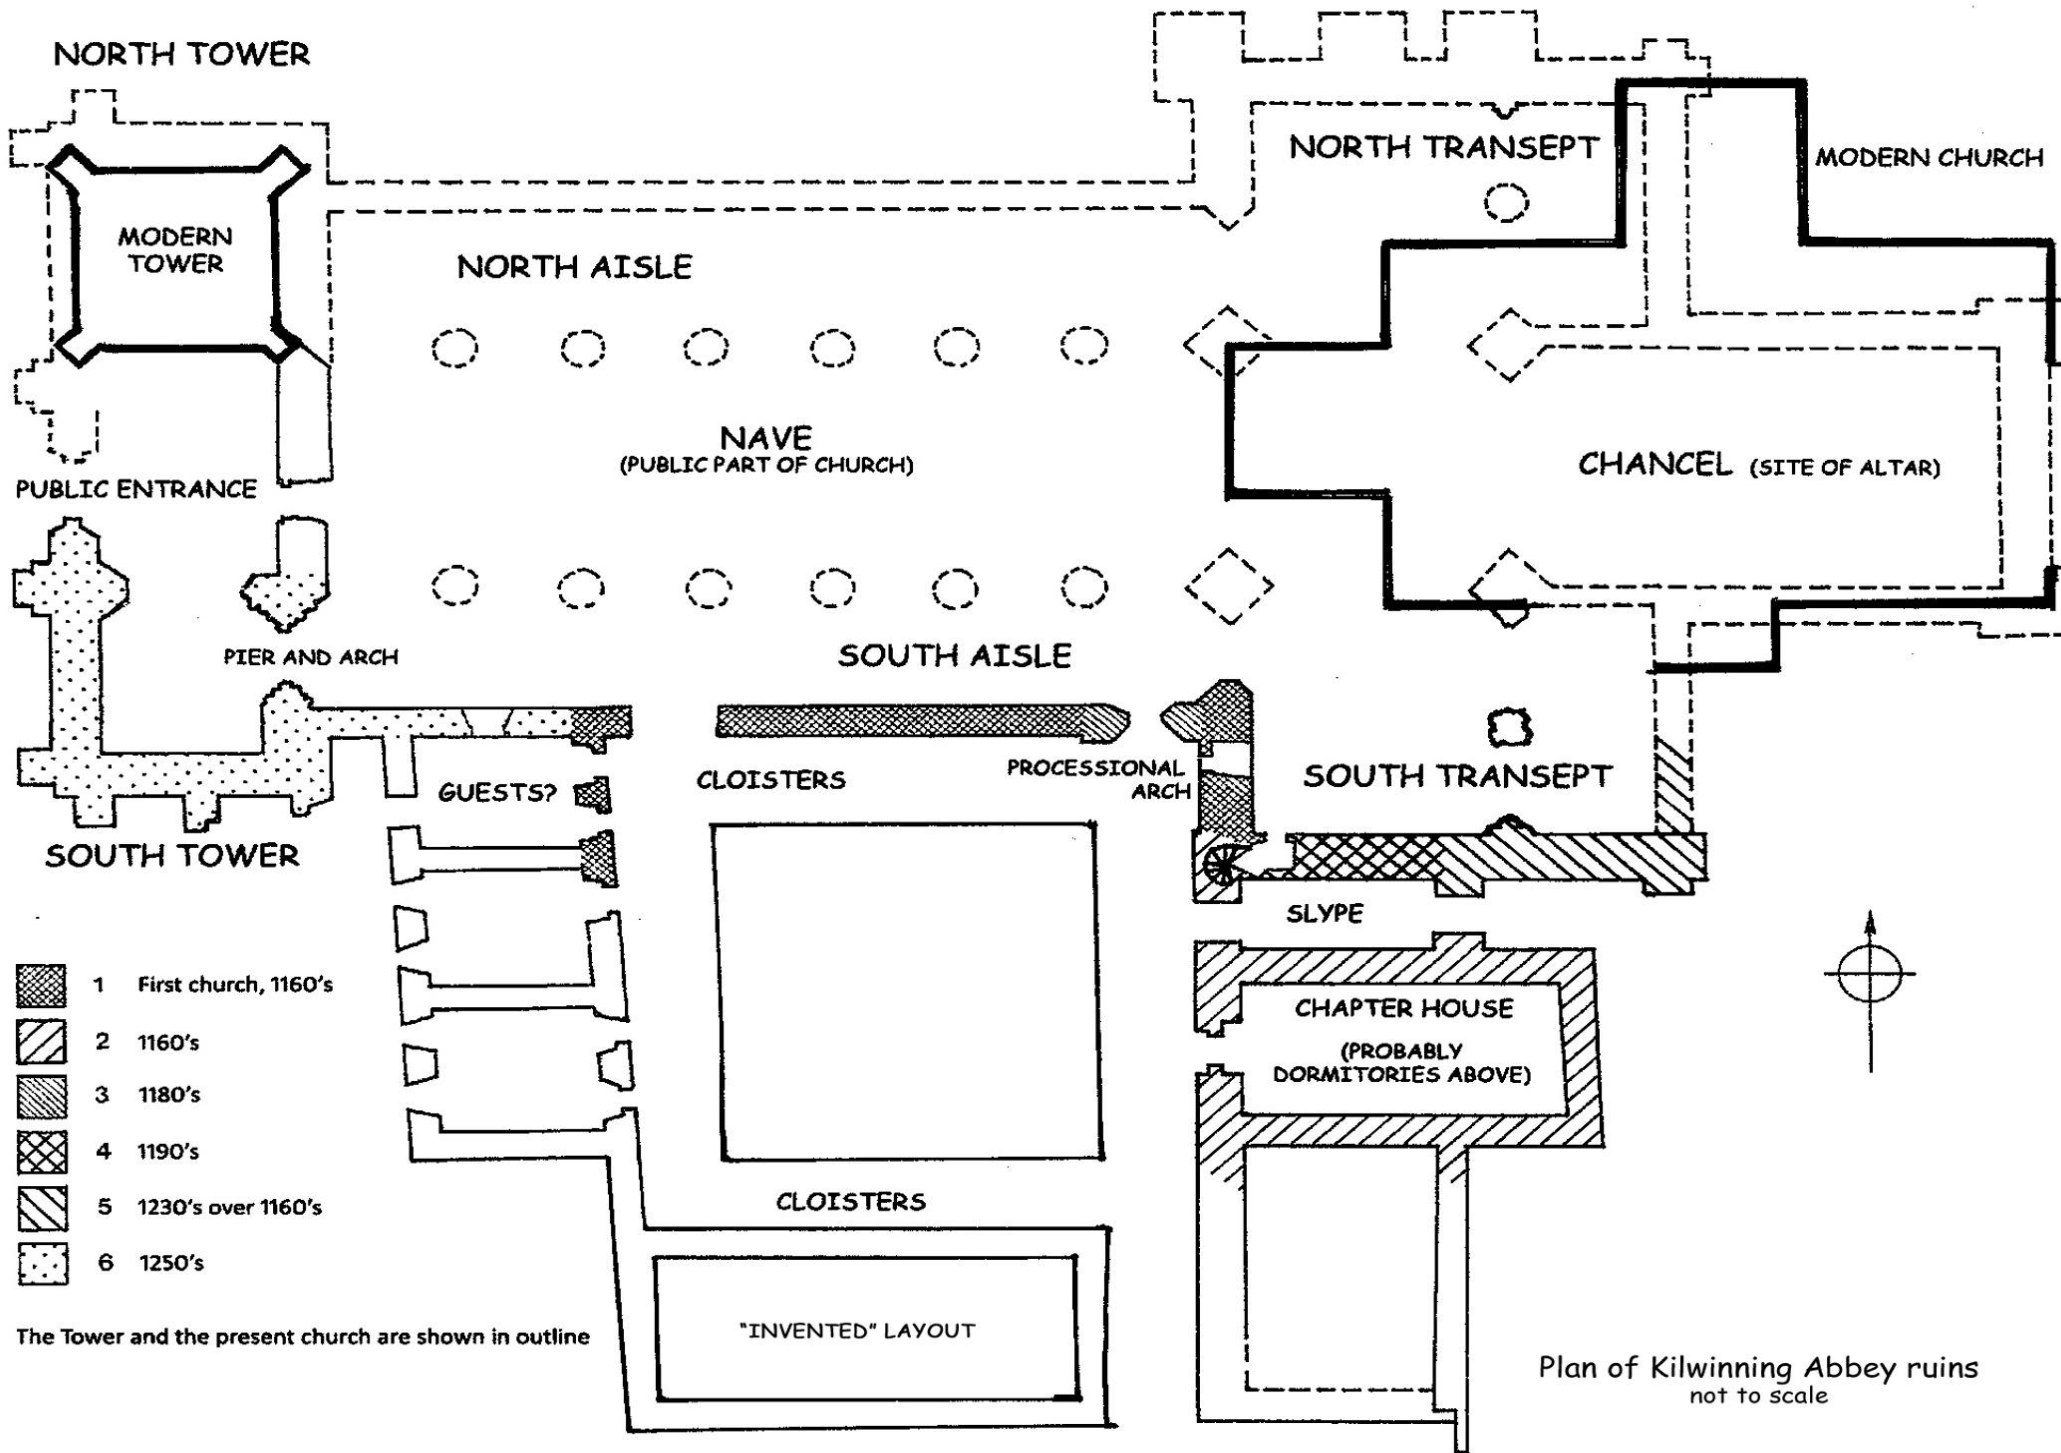 NORTH TOWER
NORTH TRANSEPT
MODERN CHURCH
MODERN
TOWER
NORTH AISLE
NAVE
(PUBLIC PART OF CHURCH)
CHANCEL (SITE OF ALTAR)
PUBLIC ENTRANCE
PIER AND ARCH
SOUTH AISLE
GUESTS?
CLOISTERS
PROCESSIONAL
ARCH
SOUTH TRANSEPT
SOUTH TOWER
SLYPE
1 First church, 1160's
2 1160's
3 1180's
4 1190's
5 1230's over 1160's
6 1250's
CHAPTER HOUSE
(PROBABLY
DORMITORIES ABOVE)
CLOISTERS
"INVENTED" LAYOUT
The Tower and the present church are shown in outline
Plan of Kilwinning Abbey ruins
not to scale